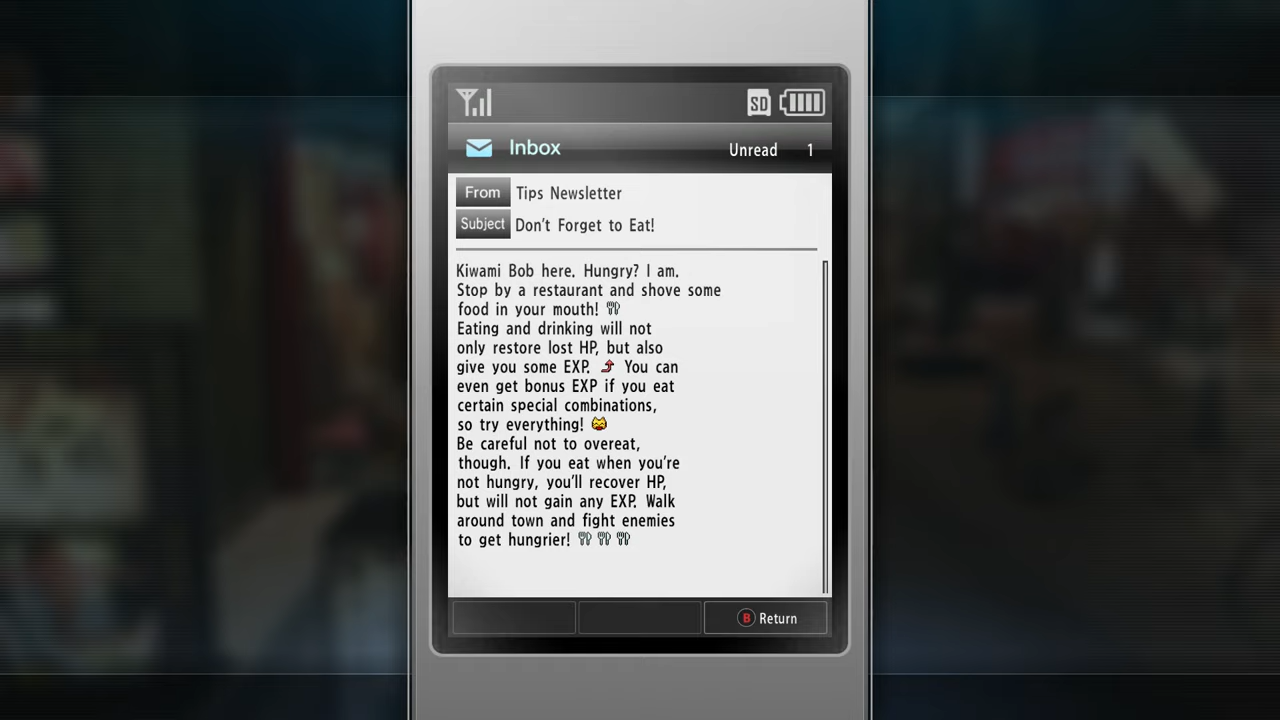 SD
Inbox
Unread 1
From Tips Newsletter
Subject Don't Forget to Eat!
Kiwami Bob here. Hungry? I am.
Stop by a restaurant and shove some
food in your mouth!
Eating and drinking will not
only restore lost HP, but also
give you some EXP. You can
even get bonus EXP if you eat
certain special combinations,
so try everything!
Be careful not to overeat,
though. If you eat when you're
not hungry, you'll recover HP,
but will not gain any EXP. Walk
around town and fight enemies
to get hungrier!
B Return